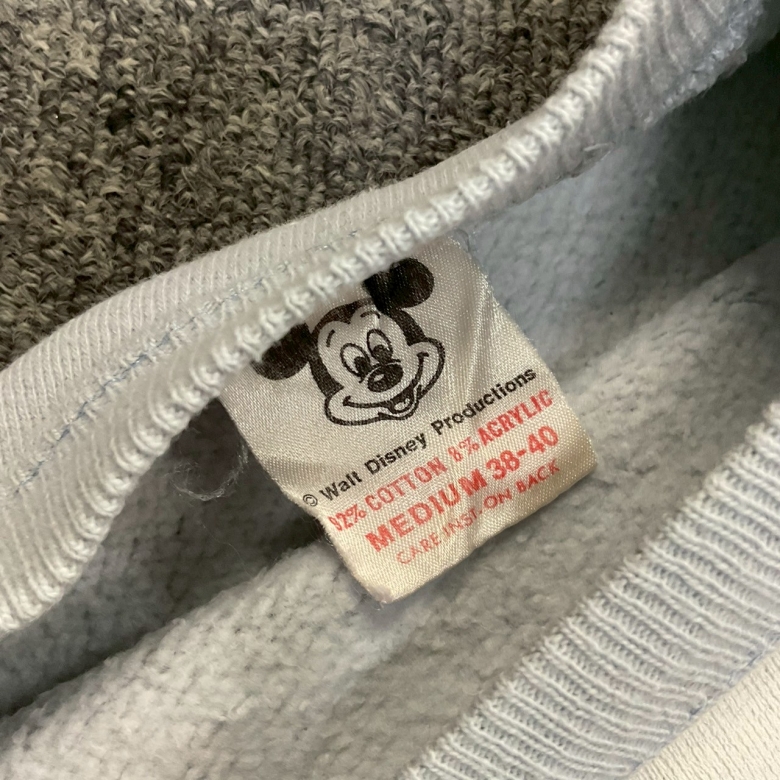 © Walt Disney Productions
92% COTTON 8% ACRYLIC
MEDIUM 38-40
CARE INST. ON BACK